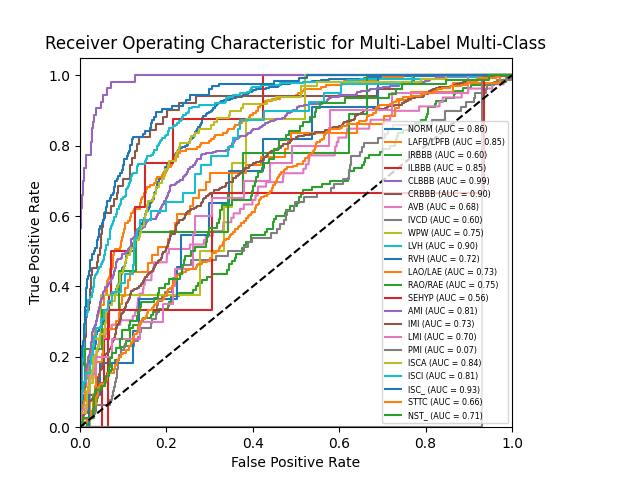 Receiver Operating Characteristic for Multi-Label Multi-Class
True Positive Rate
1.0
0.8
0.6
0.4
0.2
0.0
NORM (AUC = 0.86)
LAFB/LPFB (AUC = 0.85)
IRBBB (AUC = 0.60)
ILBBB (AUC = 0.85)
CLBBB (AUC = 0.99)
CRBBB (AUC = 0.90)
AVB (AUC = 0.68)
IVCD (AUC = 0.60)
WPW (AUC = 0.75)
LVH (AUC = 0.90)
RVH (AUC = 0.72)
LAO/LAE (AUC = 0.73)
RAO/RAE (AUC = 0.75)
SEHYP (AUC = 0.56)
AMI (AUC = 0.81)
IMI (AUC = 0.73)
LMI (AUC = 0.70)
PMI (AUC = 0.07)
ISCA (AUC = 0.84)
ISCI (AUC = 0.81)
ISC_ (AUC = 0.93)
STTC (AUC = 0.66)
NST_ (AUC = 0.71)
0.0 0.2 0.4 0.6 0.8 1.0
False Positive Rate